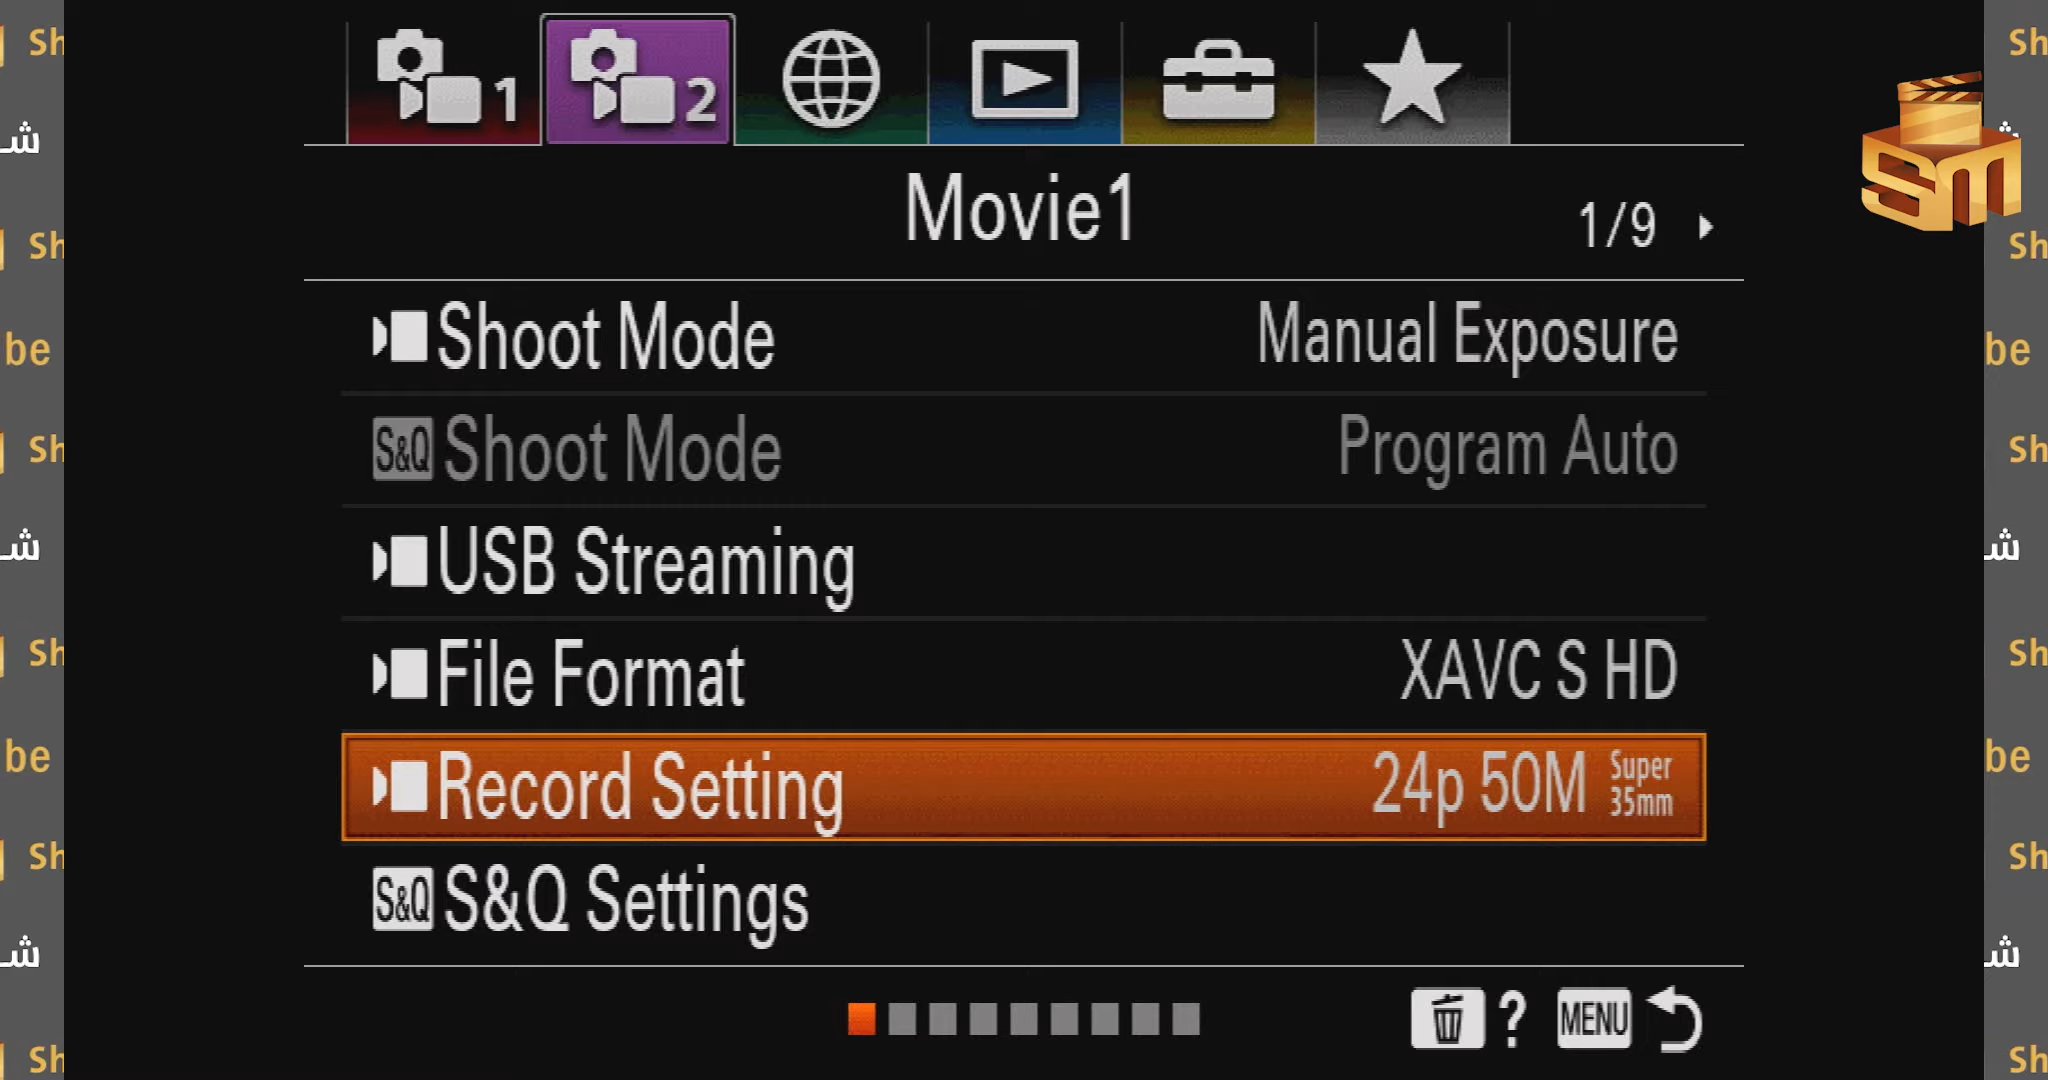 1
2
Movie1
1/9
Shoot Mode Manual Exposure
S&Q Shoot Mode Program Auto
USB Streaming
File Format XAVC S HD
Record Setting 24p 50M Super 35mm
S&Q S&Q Settings
? MENU
SM